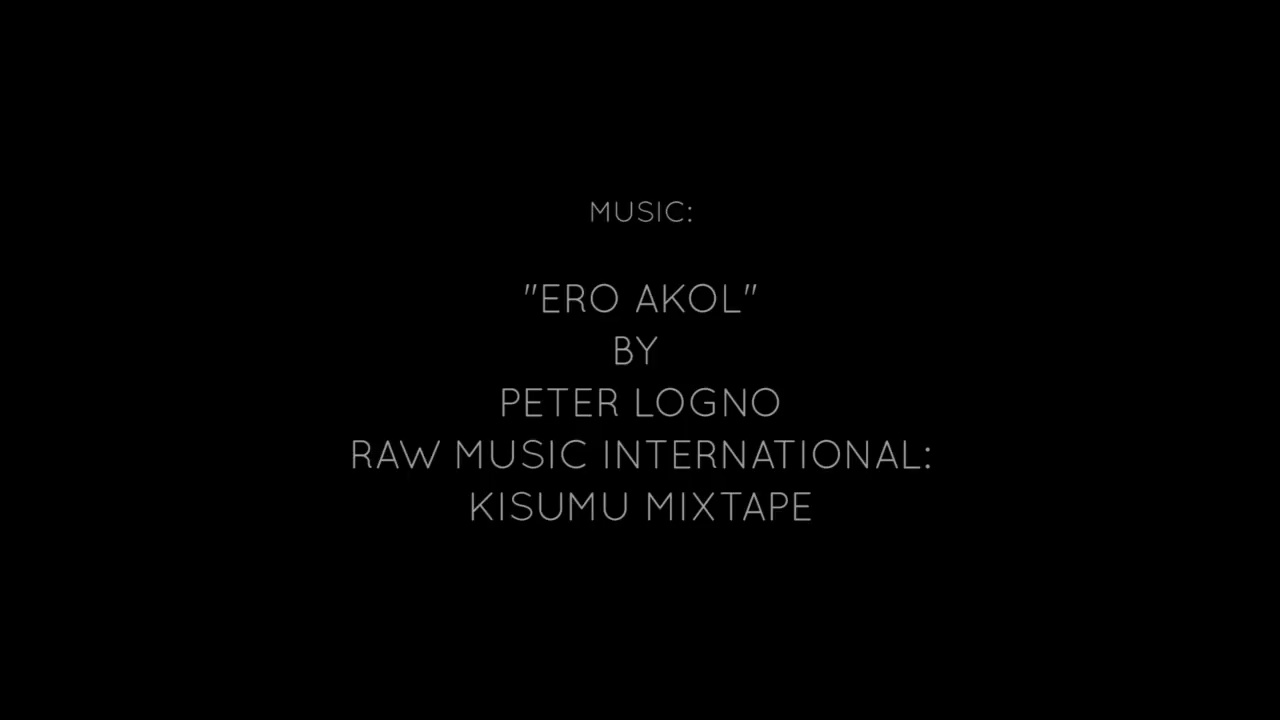 MUSIC:
"ERO AKOL"
BY
PETER LOGNO
RAW MUSIC INTERNATIONAL:
KISUMU MIXTAPE